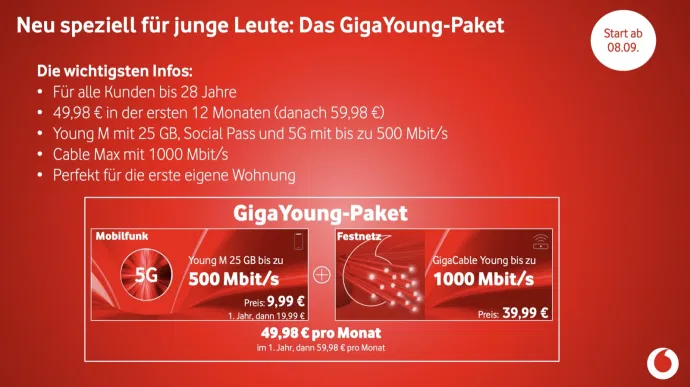 Neu speziell für junge Leute: Das GigaYoung-Paket
Start ab
08.09.
Die wichtigsten Infos:
• Für alle Kunden bis 28 Jahre
• 49,98 € in der ersten 12 Monaten (danach 59,98 €)
• Young M mit 25 GB, Social Pass und 5G mit bis zu 500 Mbit/s
• Cable Max mit 1000 Mbit/s
• Perfekt für die erste eigene Wohnung
GigaYoung-Paket
Mobilfunk
5G
Young M 25 GB bis zu
500 Mbit/s
Preis: 9,99 €
1. Jahr, dann 19,99 €
+
Festnetz
GigaCable Young bis zu
1000 Mbit/s
Preis: 39,99 €
49,98 € pro Monat
im 1. Jahr, dann 59,98 € pro Monat